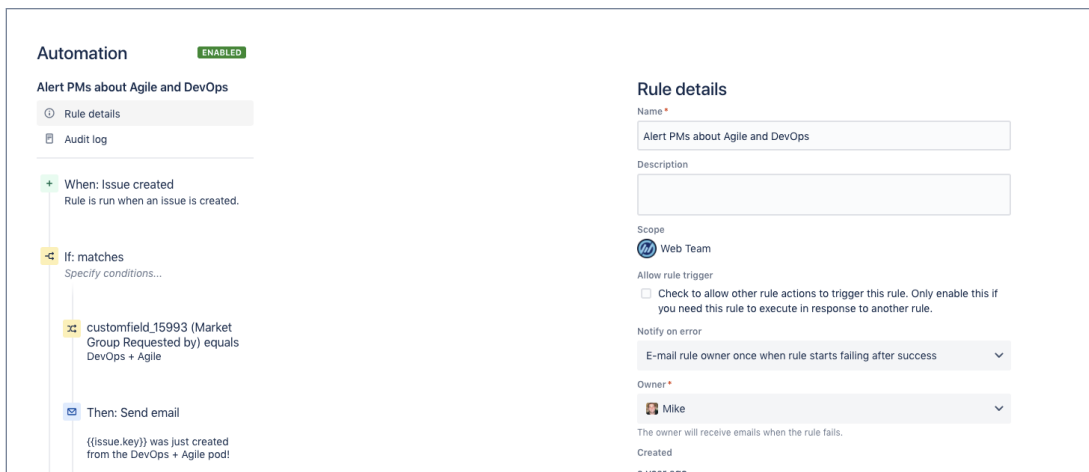 Automation
ENABLED
Alert PMs about Agile and DevOps
Rule details
Audit log
When: Issue created
Rule is run when an issue is created.
If: matches
Specify conditions...
customfield_15993 (Market
Group Requested by) equals
DevOps + Agile
Then: Send email
{{issue.key}} was just created
from the DevOps + Agile pod!
Rule details
Name *
Alert PMs about Agile and DevOps
Description
Scope
Web Team
Allow rule trigger
Check to allow other rule actions to trigger this rule. Only enable this if
you need this rule to execute in response to another rule.
Notify on error
E-mail rule owner once when rule starts failing after success
Owner *
Mike
The owner will receive emails when the rule fails.
Created